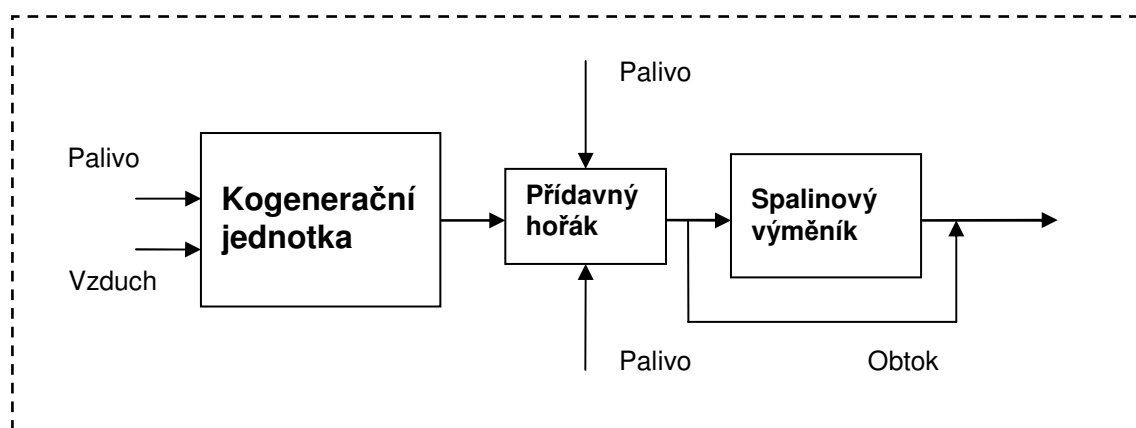 Palivo
Palivo
Kogenerační
jednotka
Přídavný
hořák
Spalinový
výměník
Vzduch
Palivo
Obtok